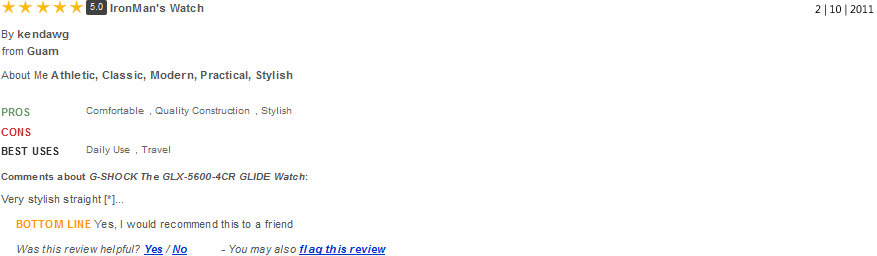 5.0 IronMan's Watch 2 | 10 | 2011
By kendawg
from Guam
About Me Athletic, Classic, Modern, Practical, Stylish
PROS Comfortable , Quality Construction , Stylish
CONS
BEST USES Daily Use , Travel
Comments about G-SHOCK The GLX-5600-4CR GLIDE Watch:
Very stylish straight [*]...
BOTTOM LINE Yes, I would recommend this to a friend
Was this review helpful? Yes / No - You may also flag this review